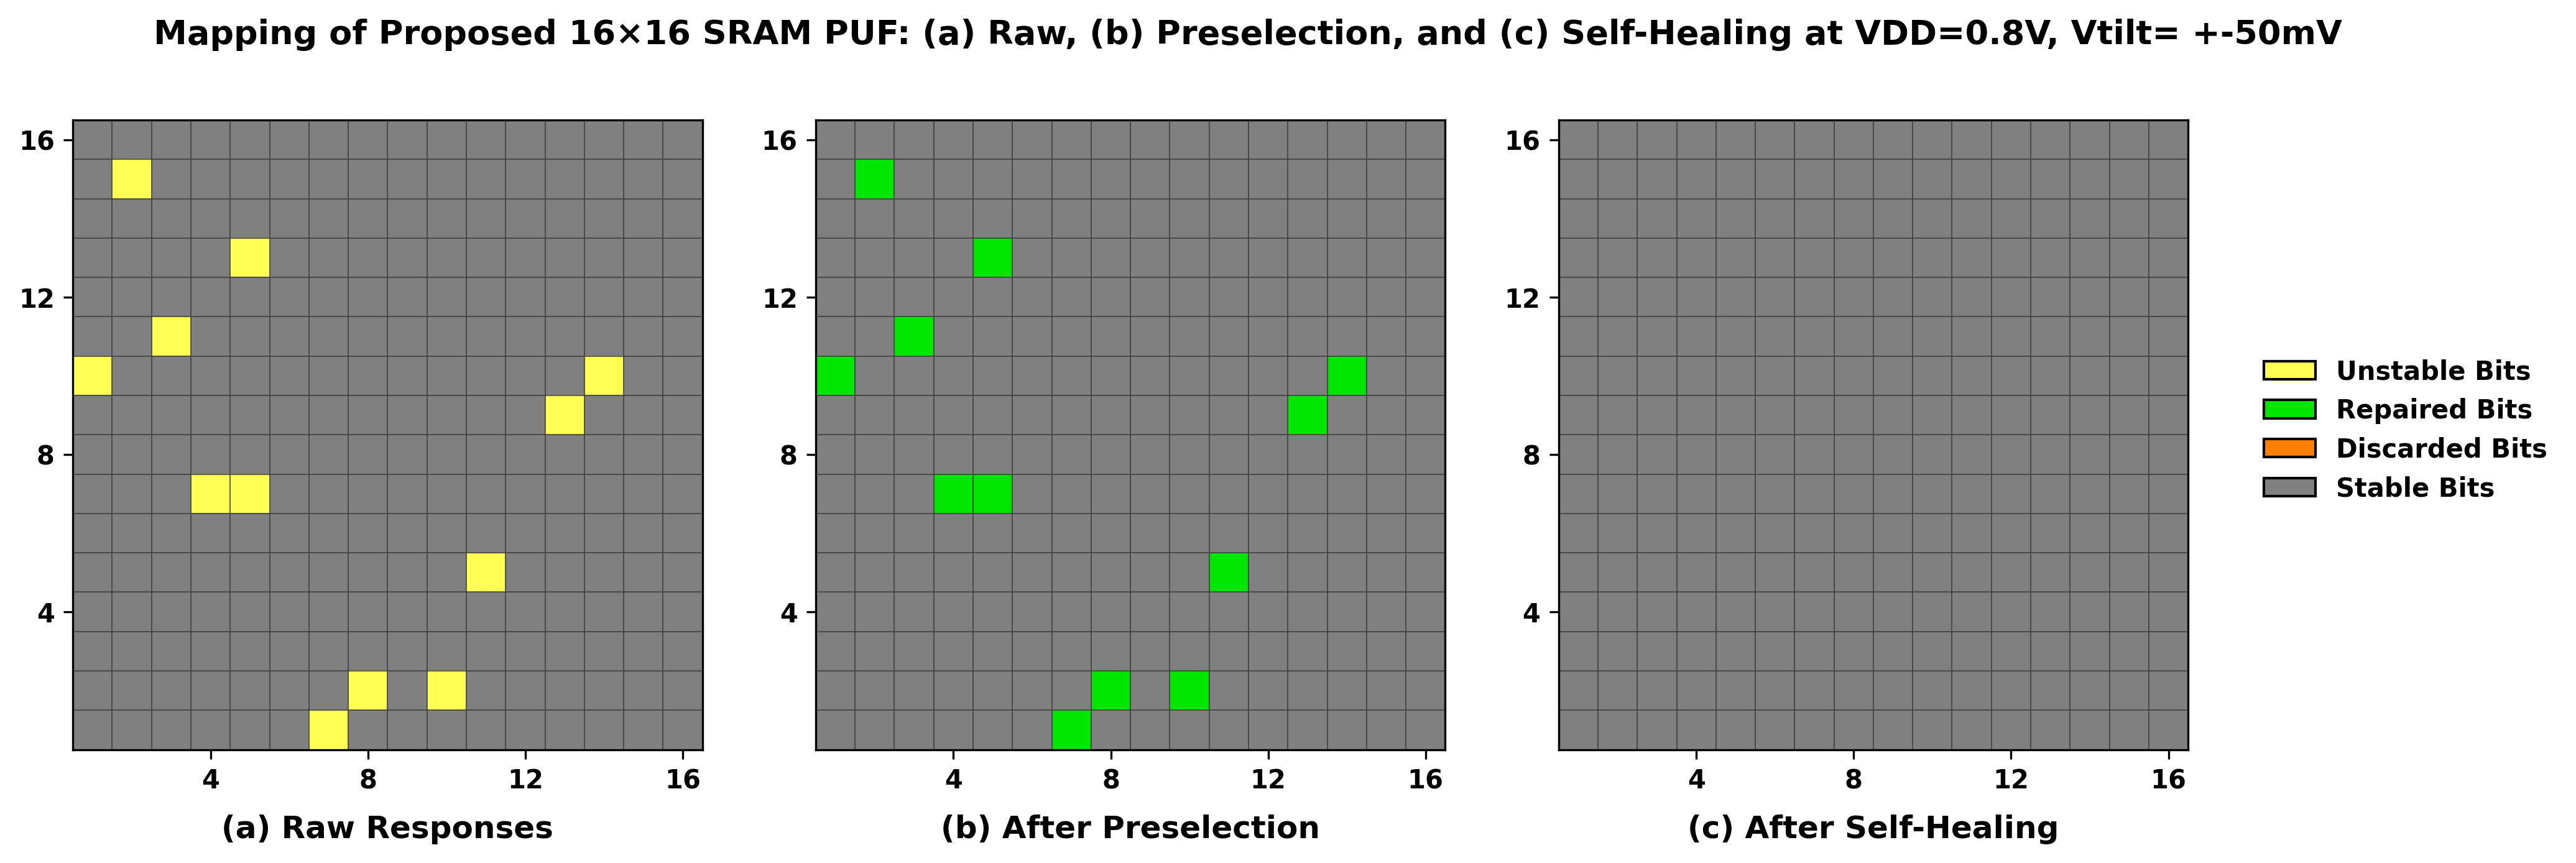 Mapping of Proposed 16×16 SRAM PUF: (a) Raw, (b) Preselection, and (c) Self-Healing at VDD=0.8V, Vtilt= +-50mV
16
12
8
4
4 8 12 16
(a) Raw Responses
16
12
8
4
4 8 12 16
(b) After Preselection
16
12
8
4
4 8 12 16
(c) After Self-Healing
Unstable Bits
Repaired Bits
Discarded Bits
Stable Bits